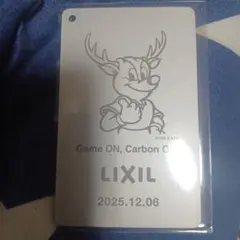 Game ON, Carbon O
LIXIL
2025.12.06